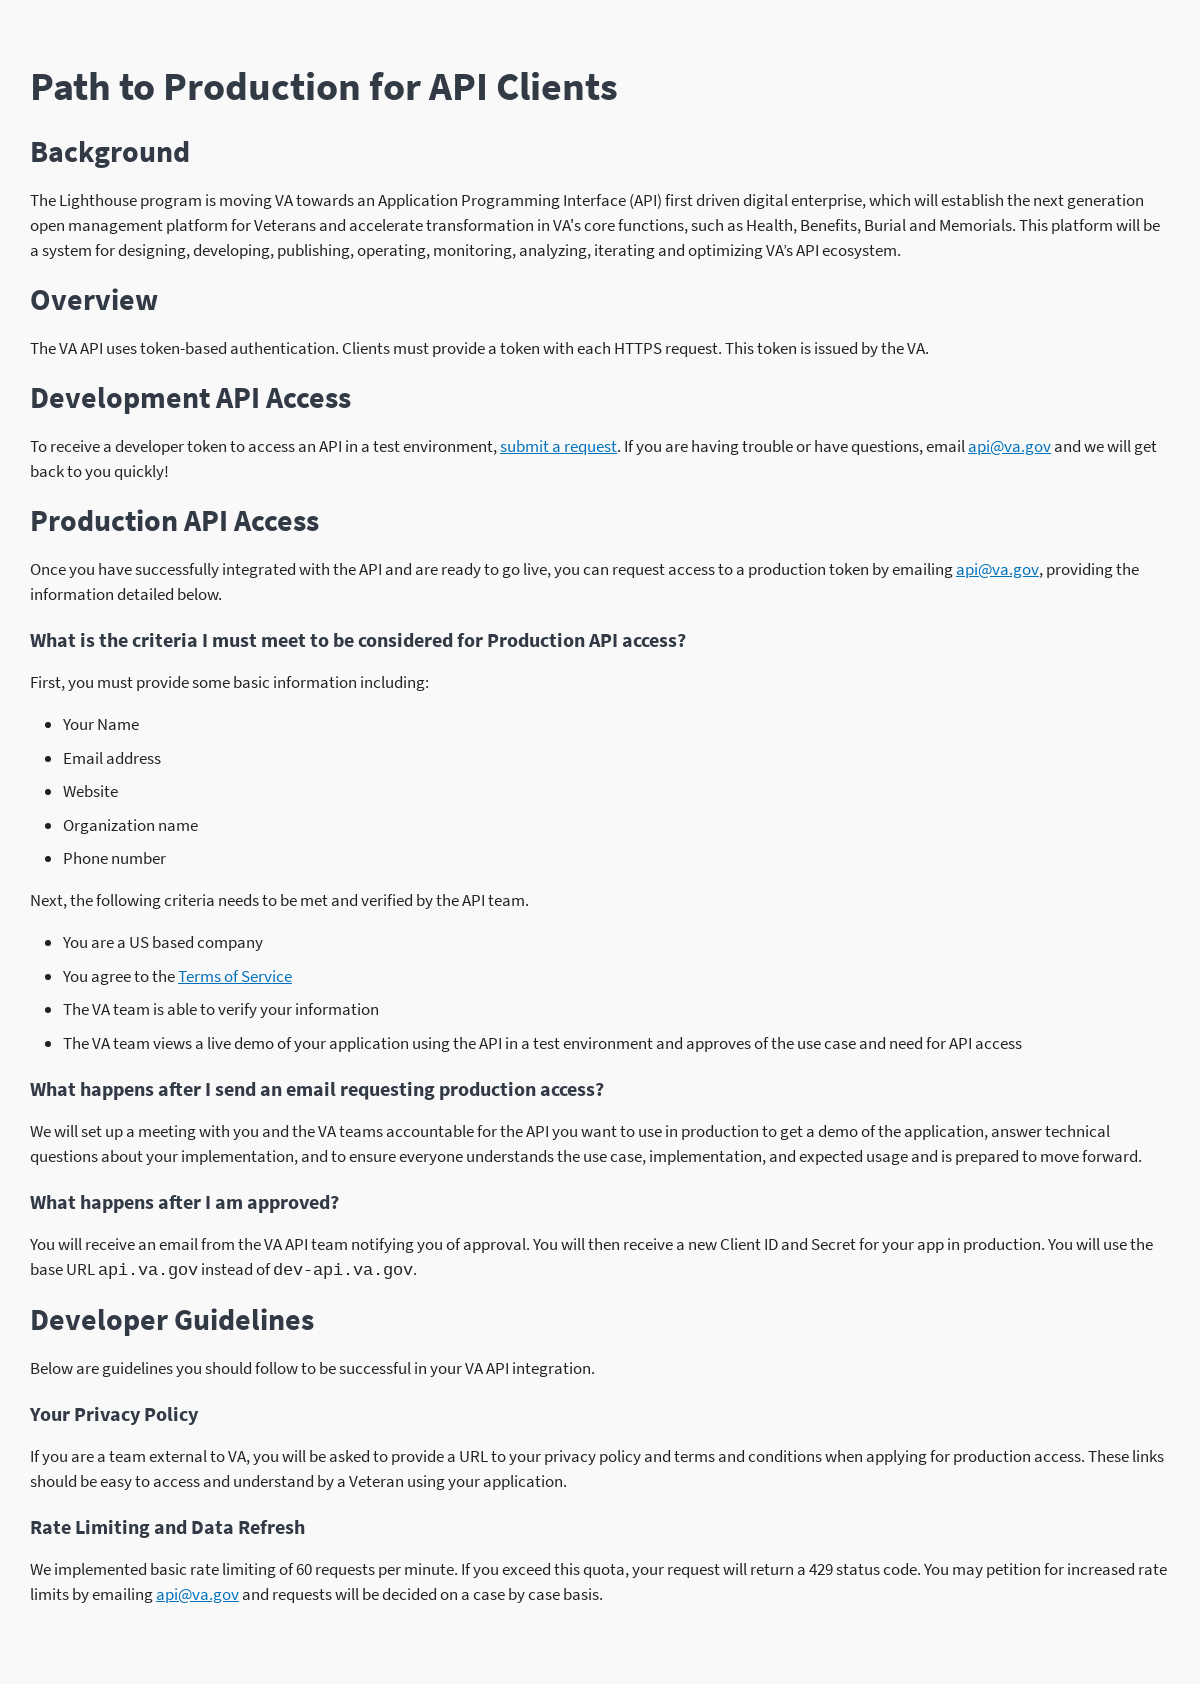 Path to Production for API Clients
Background
The Lighthouse program is moving VA towards an Application Programming Interface (API) first driven digital enterprise, which will establish the next generation
open management platform for Veterans and accelerate transformation in VA's core functions, such as Health, Benefits, Burial and Memorials. This platform will be
a system for designing, developing, publishing, operating, monitoring, analyzing, iterating and optimizing VA’s API ecosystem.
Overview
The VA API uses token-based authentication. Clients must provide a token with each HTTPS request. This token is issued by the VA.
Development API Access
To receive a developer token to access an API in a test environment, submit a request. If you are having trouble or have questions, email api@va.gov and we will get
back to you quickly!
Production API Access
Once you have successfully integrated with the API and are ready to go live, you can request access to a production token by emailing api@va.gov, providing the
information detailed below.
What is the criteria I must meet to be considered for Production API access?
First, you must provide some basic information including:
• Your Name
• Email address
• Website
• Organization name
• Phone number
Next, the following criteria needs to be met and verified by the API team.
• You are a US based company
• You agree to the Terms of Service
• The VA team is able to verify your information
• The VA team views a live demo of your application using the API in a test environment and approves of the use case and need for API access
What happens after I send an email requesting production access?
We will set up a meeting with you and the VA teams accountable for the API you want to use in production to get a demo of the application, answer technical
questions about your implementation, and to ensure everyone understands the use case, implementation, and expected usage and is prepared to move forward.
What happens after I am approved?
You will receive an email from the VA API team notifying you of approval. You will then receive a new Client ID and Secret for your app in production. You will use the
base URL api.va.gov instead of dev-api.va.gov.
Developer Guidelines
Below are guidelines you should follow to be successful in your VA API integration.
Your Privacy Policy
If you are a team external to VA, you will be asked to provide a URL to your privacy policy and terms and conditions when applying for production access. These links
should be easy to access and understand by a Veteran using your application.
Rate Limiting and Data Refresh
We implemented basic rate limiting of 60 requests per minute. If you exceed this quota, your request will return a 429 status code. You may petition for increased rate
limits by emailing api@va.gov and requests will be decided on a case by case basis.